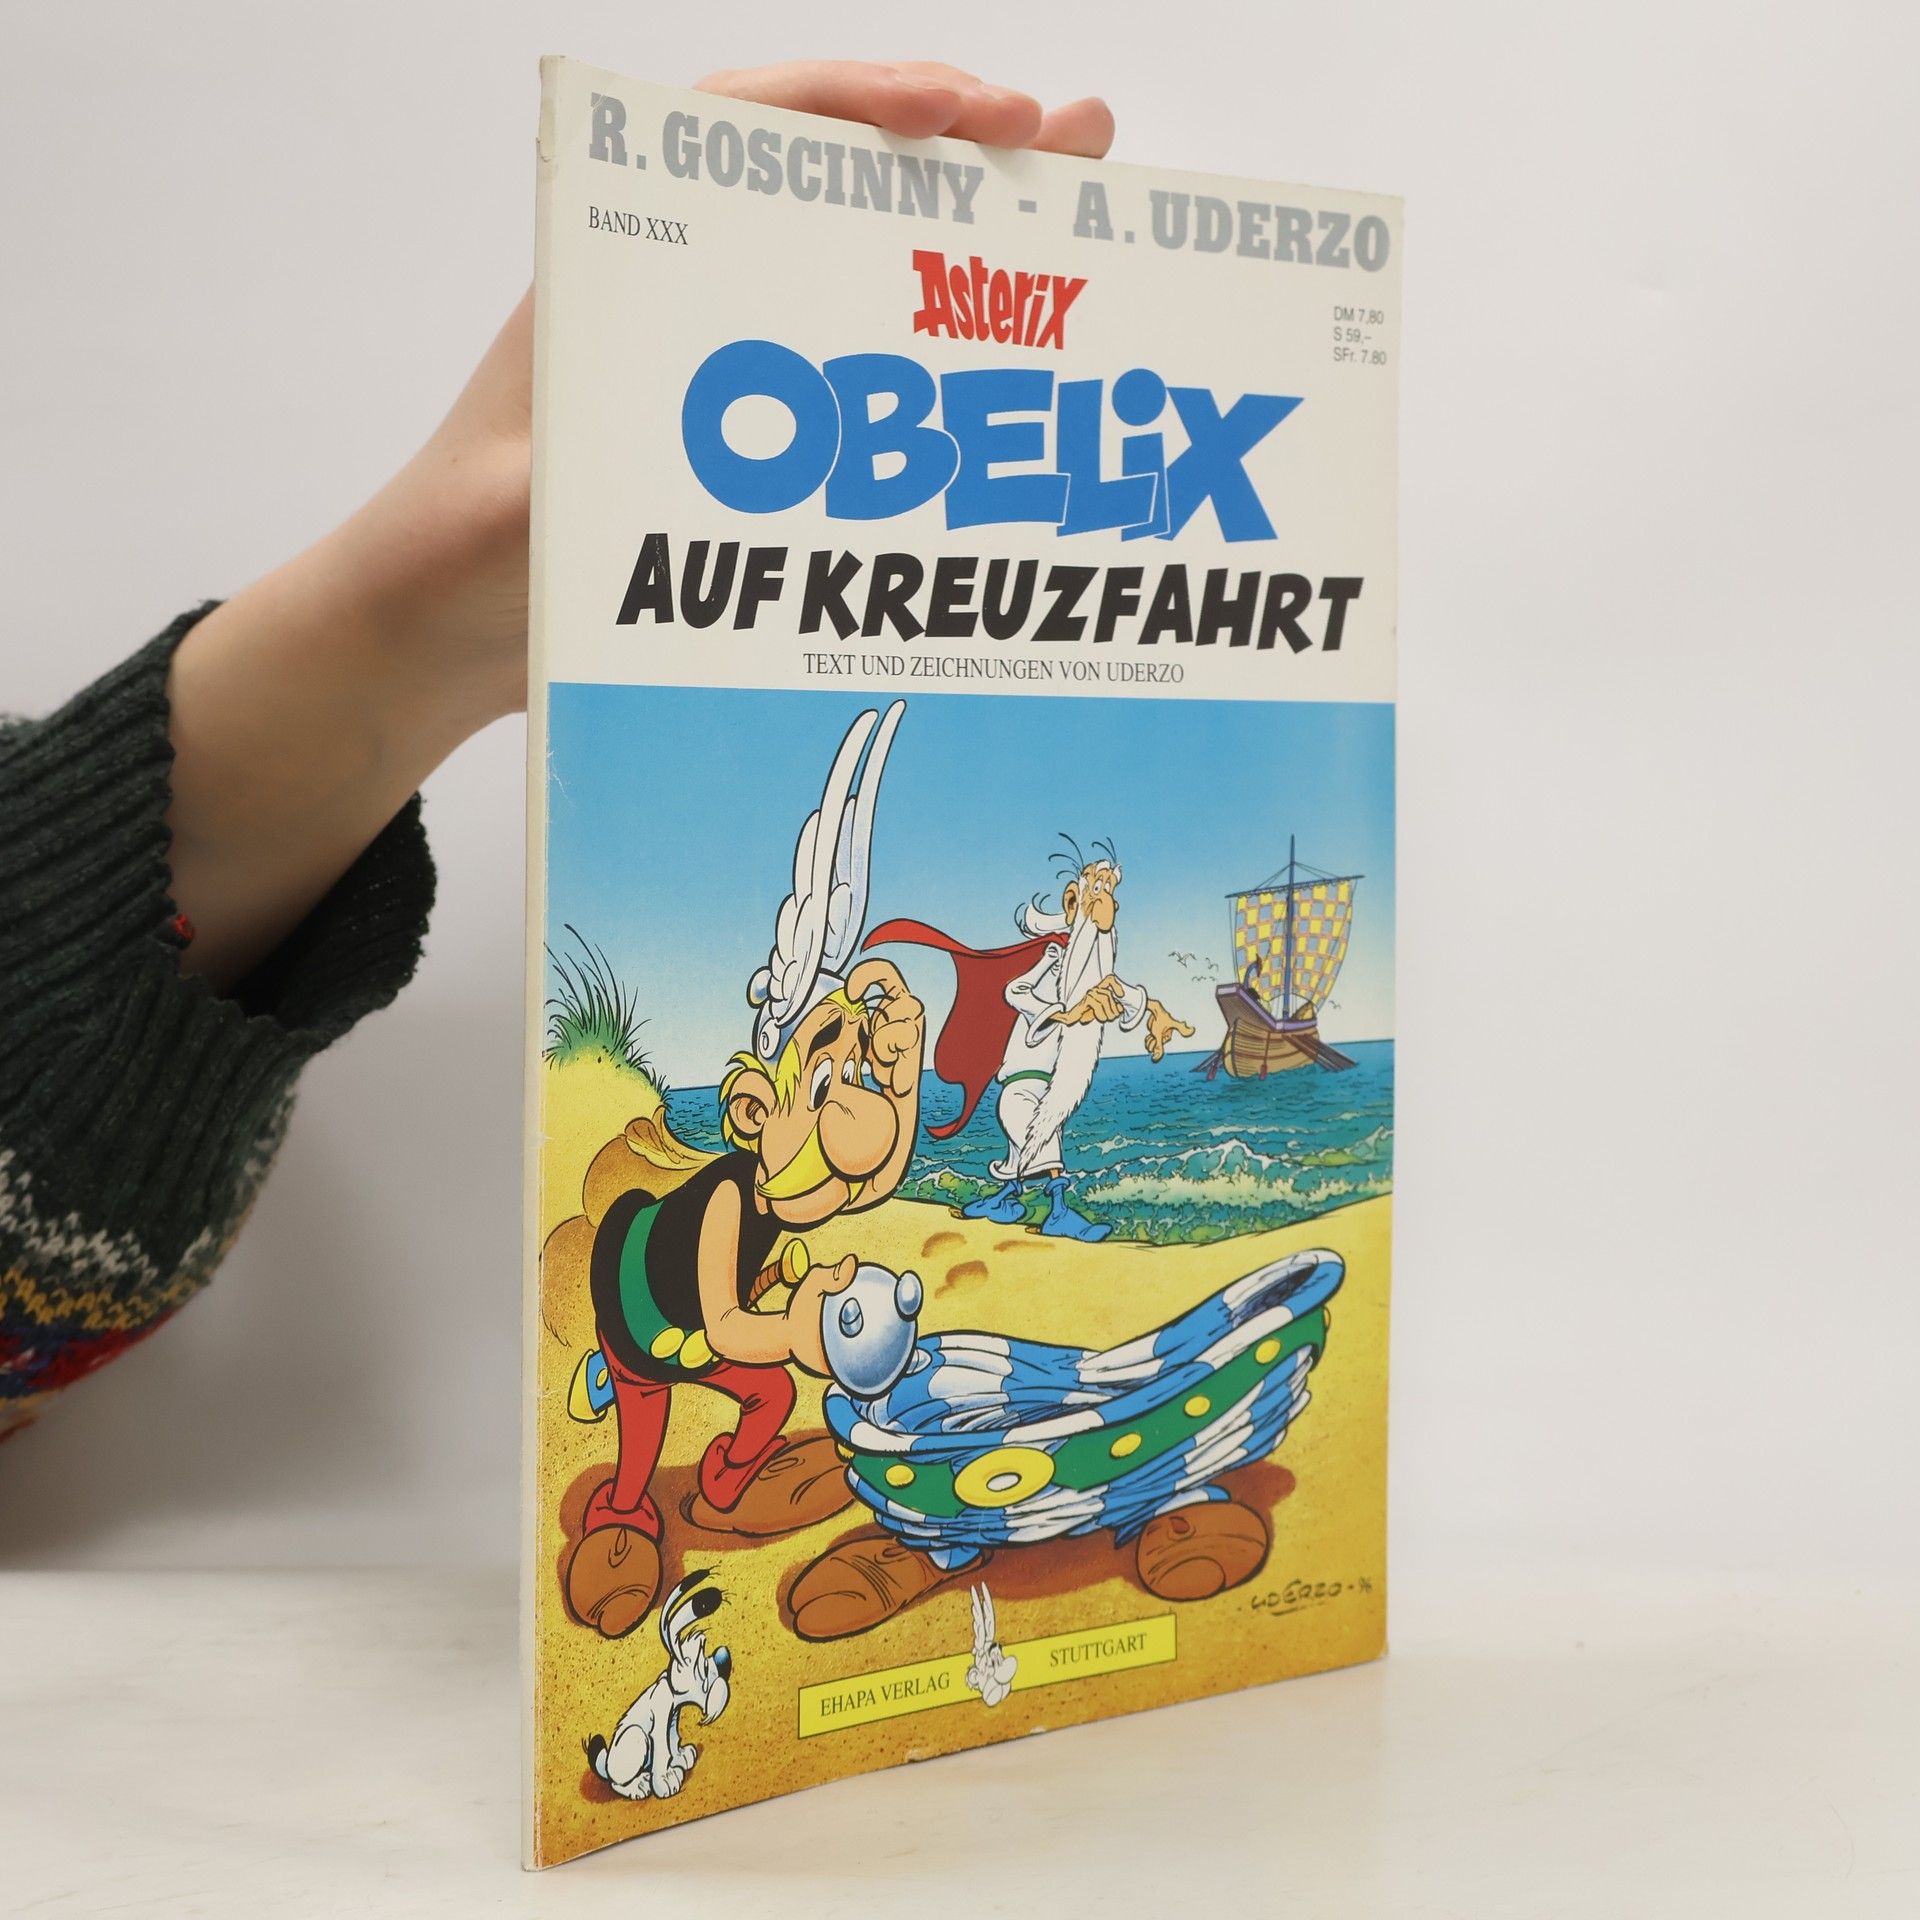 R. GOSCINNY - A. UDERZO
BAND XXX
Asterix
DM 7,80
S 59,-
SFr. 7.80
OBELIX
AUF KREUZFAHRT
TEXT UND ZEICHNUNGEN VON UDERZO
UDERZO - 96
EHAPA VERLAG STUTTGART